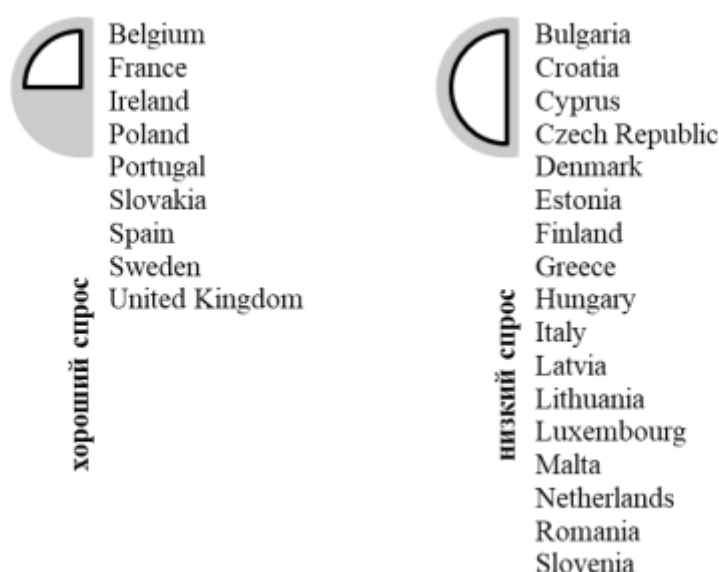 Belgium
France
Ireland
Poland
Portugal
Slovakia
Spain
Sweden
United Kingdom
хороший спрос
Bulgaria
Croatia
Cyprus
Czech Republic
Denmark
Estonia
Finland
Greece
Hungary
Italy
Latvia
Lithuania
Luxembourg
Malta
Netherlands
Romania
Slovenia
низкий спрос